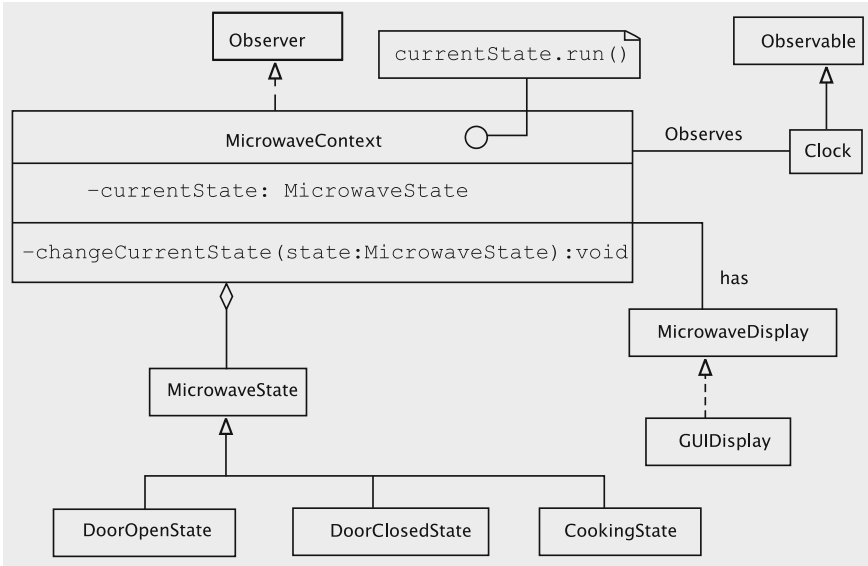 Observer
currentState.run()
Observable
MicrowaveContext
Observes
Clock
-currentState: MicrowaveState
-changeCurrentState(state:MicrowaveState):void
has
MicrowaveDisplay
MicrowaveState
GUIDisplay
DoorOpenState
DoorClosedState
CookingState